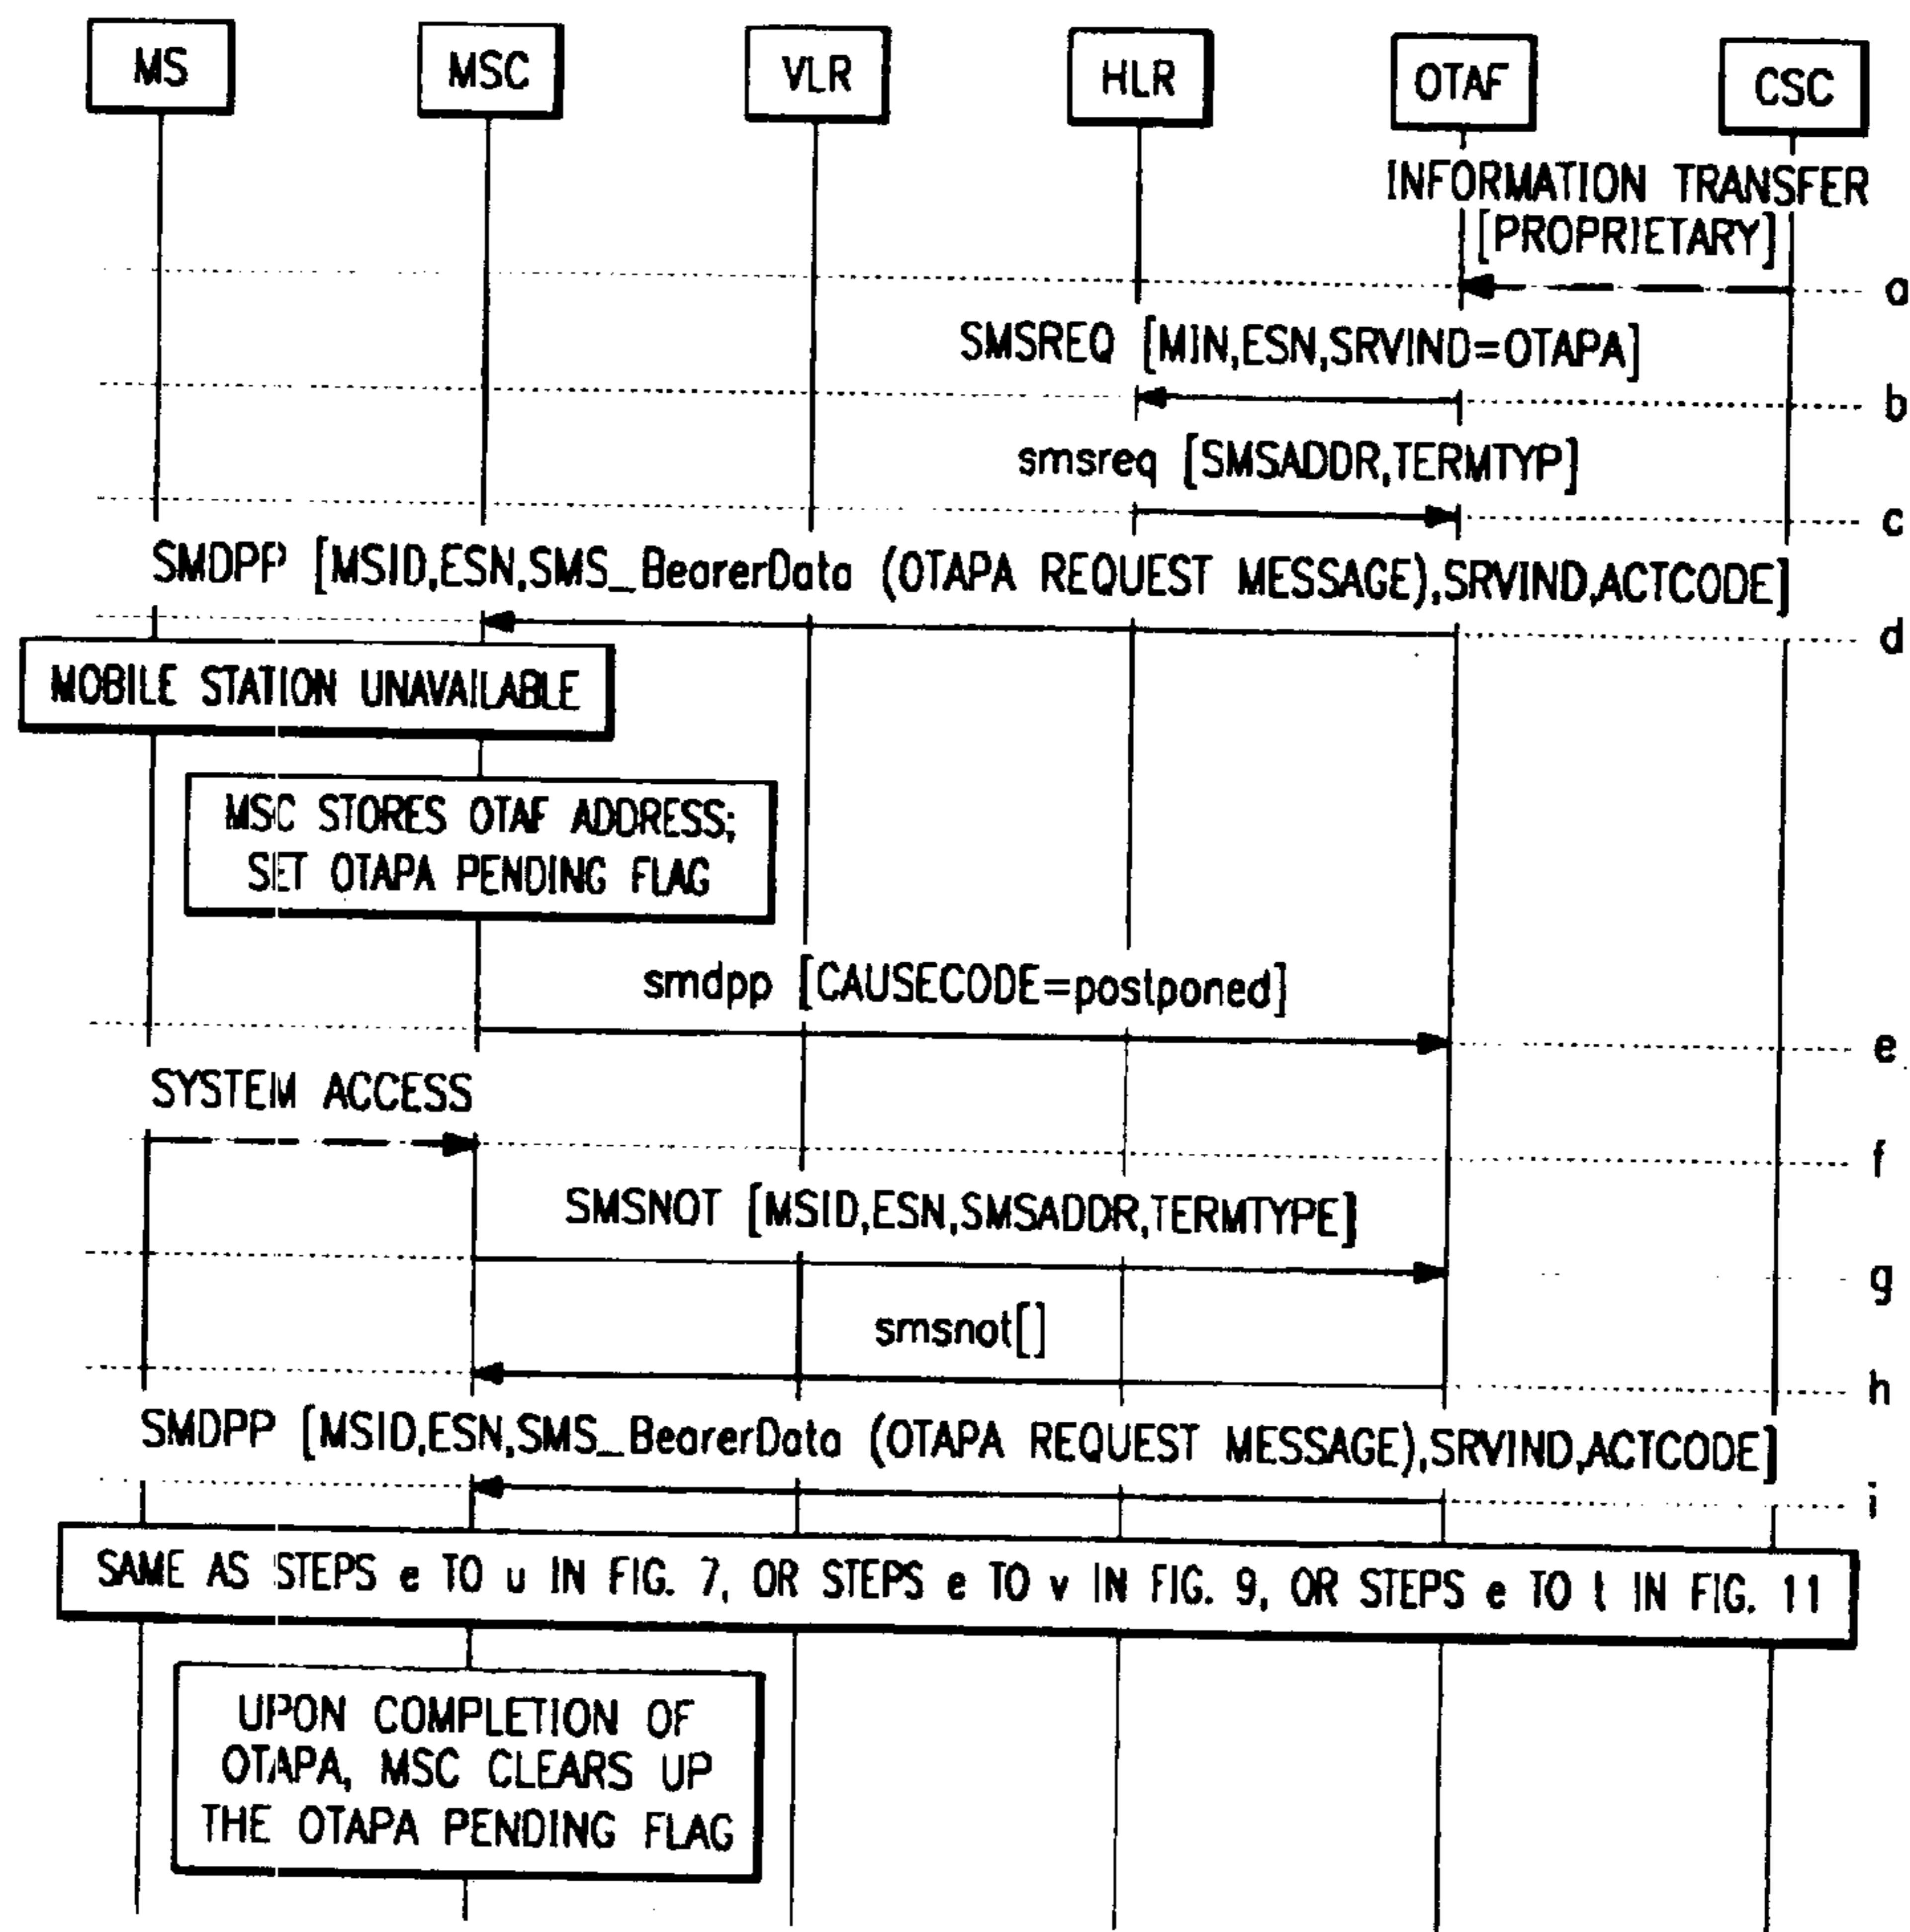 MS MSC VLR HLR OTAF CSC
INFORMATION TRANSFER
[PROPRIETARY]
a
SMSREQ [MIN,ESN,SRVIND=OTAPA]
b
smsreq [SMSADDR,TERMTYP]
c
SMDPP [MSID,ESN,SMS_BearerData (OTAPA REQUEST MESSAGE),SRVIND,ACTCODE]
d
MOBILE STATION UNAVAILABLE
MSC STORES OTAF ADDRESS;
SET OTAPA PENDING FLAG
smdpp [CAUSECODE=postponed]
e
SYSTEM ACCESS
f
SMSNOT [MSID,ESN,SMSADDR,TERMTYPE]
g
smsnot[]
h
SMDPP [MSID,ESN,SMS_BearerData (OTAPA REQUEST MESSAGE),SRVIND,ACTCODE]
i
SAME AS STEPS e TO u IN FIG. 7, OR STEPS e TO v IN FIG. 9, OR STEPS e TO t IN FIG. 11
UPON COMPLETION OF
OTAPA, MSC CLEARS UP
THE OTAPA PENDING FLAG